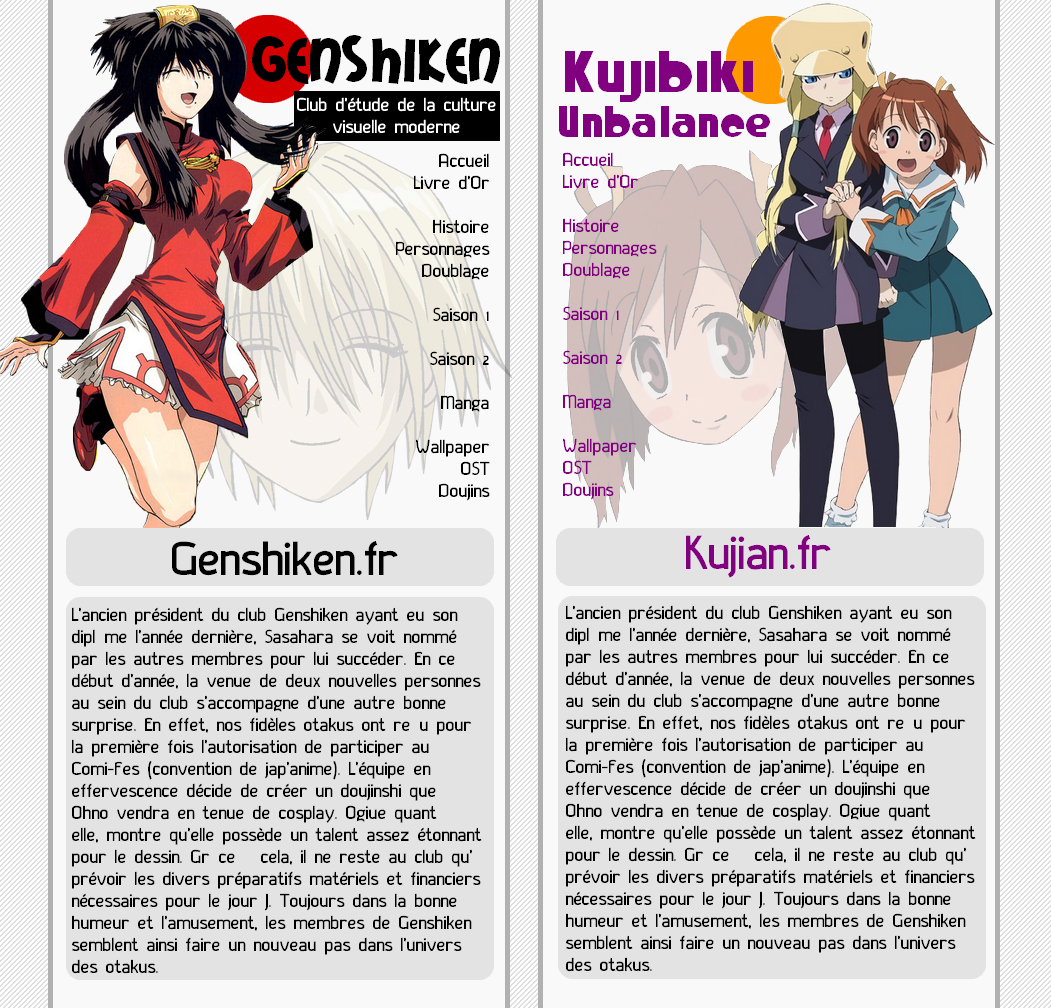 GENSHIKEN
Club d'étude de la culture
visuelle moderne
Accueil
Livre d'Or
Histoire
Personnages
Doublage
Saison 1
Saison 2
Manga
Wallpaper
OST
Doujins
Genshiken.fr
L'ancien président du club Genshiken ayant eu son
dipl me l'année dernière, Sasahara se voit nommé
par les autres membres pour lui succéder. En ce
début d'année, la venue de deux nouvelles personnes
au sein du club s'accompagne d'une autre bonne
surprise. En effet, nos fidèles otakus ont re u pour
la première fois l'autorisation de participer au
Comi-Fes (convention de jap'anime). L'équipe en
effervescence décide de créer un doujinshi que
Ohno vendra en tenue de cosplay. Ogiue quant
elle, montre qu'elle possède un talent assez étonnant
pour le dessin. Gr ce cela, il ne reste au club qu'
prévoir les divers préparatifs matériels et financiers
nécessaires pour le jour J. Toujours dans la bonne
humeur et l'amusement, les membres de Genshiken
semblent ainsi faire un nouveau pas dans l'univers
des otakus.
Kujibiki
Unbalance
Accueil
Livre d'Or
Histoire
Personnages
Doublage
Saison 1
Saison 2
Manga
Wallpaper
OST
Doujins
Kujian.fr
L'ancien président du club Genshiken ayant eu son
dipl me l'année dernière, Sasahara se voit nommé
par les autres membres pour lui succéder. En ce
début d'année, la venue de deux nouvelles personnes
au sein du club s'accompagne d'une autre bonne
surprise. En effet, nos fidèles otakus ont re u pour
la première fois l'autorisation de participer au
Comi-Fes (convention de jap'anime). L'équipe en
effervescence décide de créer un doujinshi que
Ohno vendra en tenue de cosplay. Ogiue quant
elle, montre qu'elle possède un talent assez étonnant
pour le dessin. Gr ce cela, il ne reste au club qu'
prévoir les divers préparatifs matériels et financiers
nécessaires pour le jour J. Toujours dans la bonne
humeur et l'amusement, les membres de Genshiken
semblent ainsi faire un nouveau pas dans l'univers
des otakus.